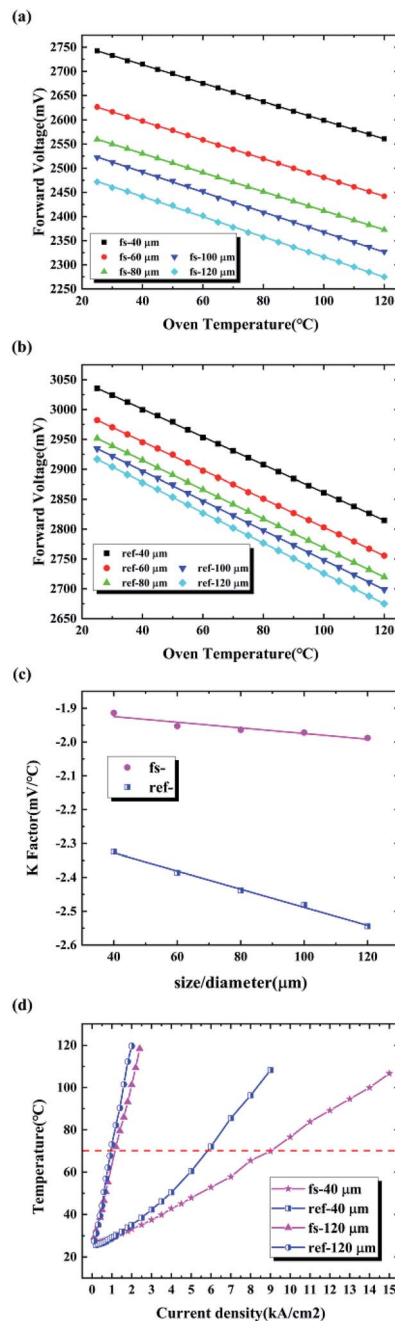 (a)
2750
2700
2650
2600
2550
2500
2450
2400
2350
2300
2250
Forward Voltage(mV)
fs-40 μm
fs-60 μm fs-100 μm
fs-80 μm fs-120 μm
20 40 60 80 100 120
Oven Temperature(°C)
(b)
3050
3000
2950
2900
2850
2800
2750
2700
2650
Forward Voltage(mV)
ref-40 μm
ref-60 μm ref-100 μm
ref-80 μm ref-120 μm
20 40 60 80 100 120
Oven Temperature(°C)
(c)
-1.9
-2.0
-2.1
-2.2
-2.3
-2.4
-2.5
-2.6
K Factor(mV/°C)
fs-
ref-
40 60 80 100 120
size/diameter(μm)
(d)
120
100
80
60
40
20
Temperature(°C)
fs-40 μm
ref-40 μm
fs-120 μm
ref-120 μm
0 1 2 3 4 5 6 7 8 9 10 11 12 13 14 15
Current density(kA/cm2)